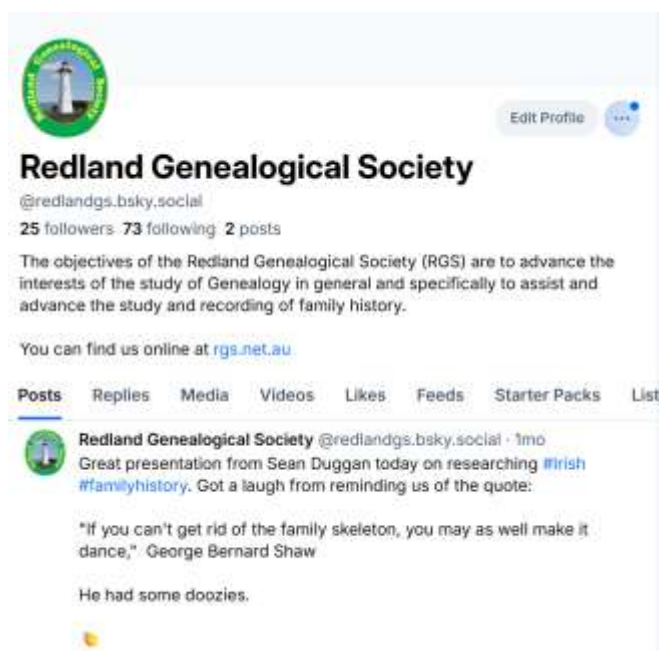 Redland Genealogical Society
Edit Profile
Redland Genealogical Society
@redlandgs.bsky.social
25 followers 73 following 2 posts
The objectives of the Redland Genealogical Society (RGS) are to advance the
interests of the study of Genealogy in general and specifically to assist and
advance the study and recording of family history.
You can find us online at rgs.net.au
Posts Replies Media Videos Likes Feeds Starter Packs List
Redland Genealogical Society @redlandgs.bsky.social · 1mo
Great presentation from Sean Duggan today on researching #Irish
#familyhistory. Got a laugh from reminding us of the quote:
"If you can't get rid of the family skeleton, you may as well make it
dance," George Bernard Shaw
He had some doozies.